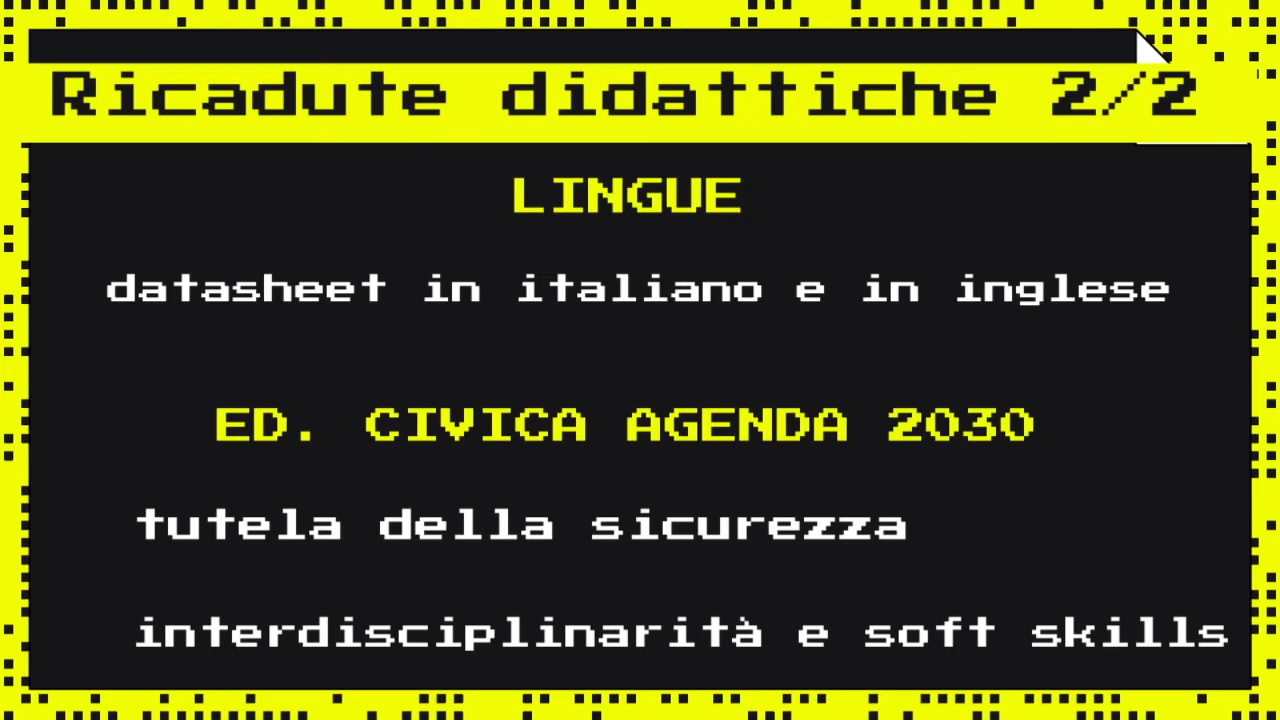 Ricadute didattiche 2/2
LINGUE
datasheet in italiano e in inglese
ED. CIVICA AGENDA 2030
tutela della sicurezza
interdisciplinarità e soft skills